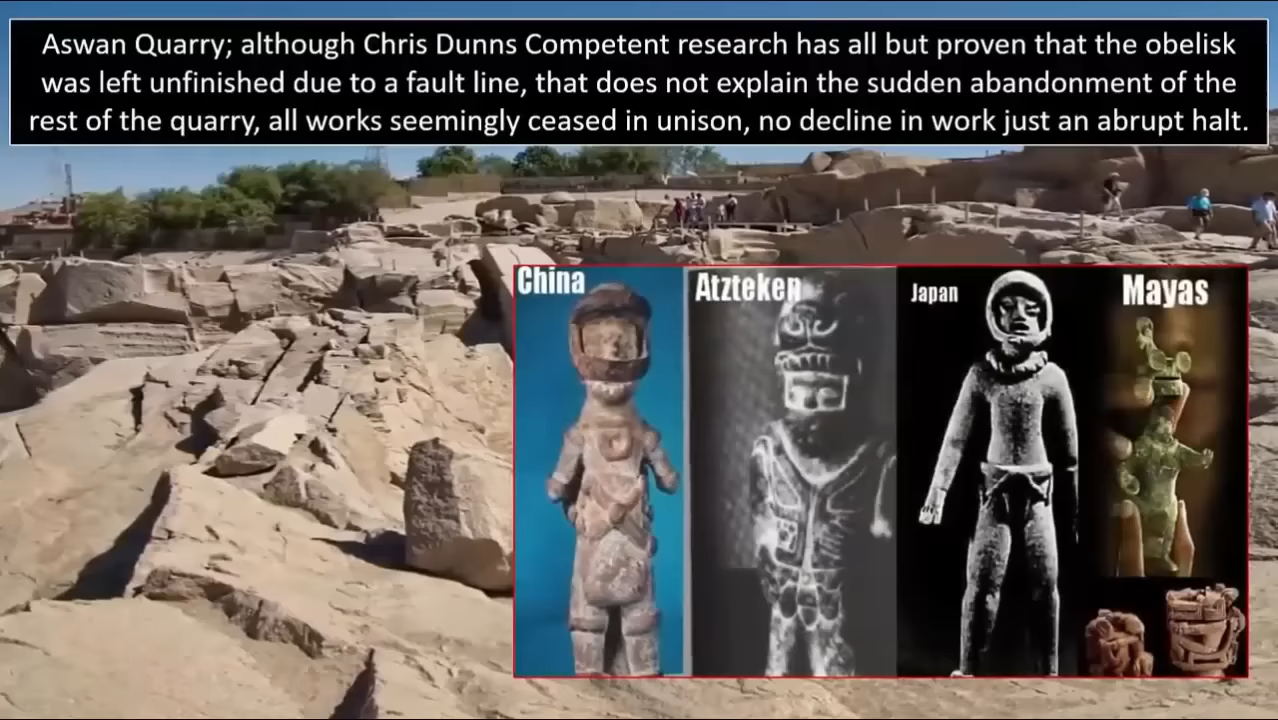 Aswan Quarry; although Chris Dunns Competent research has all but proven that the obelisk
was left unfinished due to a fault line, that does not explain the sudden abandonment of the
rest of the quarry, all works seemingly ceased in unison, no decline in work just an abrupt halt.
China
Atzteken
Japan
Mayas